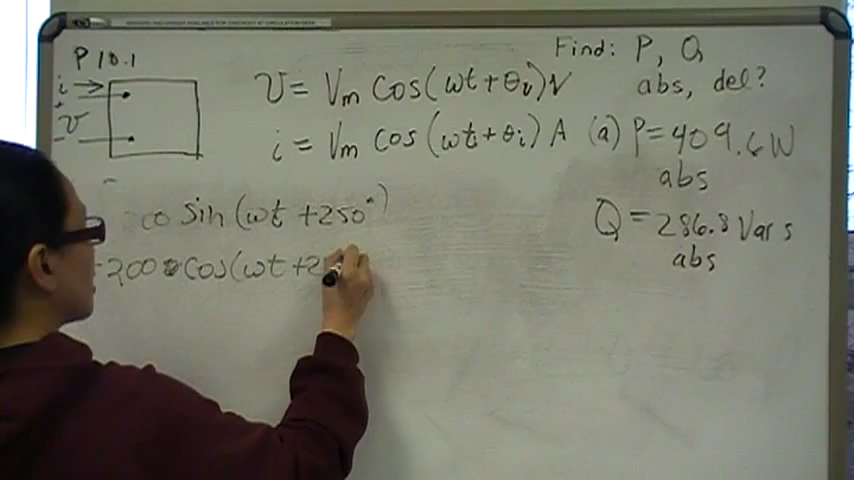 P 10.1
i
+
v
-
v = Vm cos(ωt + θv) V
i = Vm cos(ωt + θi) A
Find: P, Q
abs, del?
(a) P = 409.6 W
abs
Q = 286.8 Vars
abs
sin(ωt + 250°)
-200 cos(ωt + 2